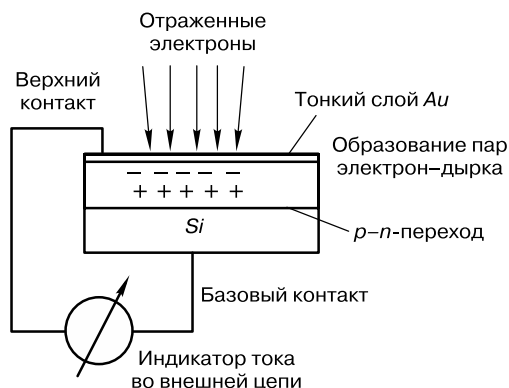 Отраженные
электроны
Верхний
контакт
Тонкий слой Au
Образование пар
электрон–дырка
– – – – –
+ + + + +
Si
p–n-переход
Базовый контакт
Индикатор тока
во внешней цепи